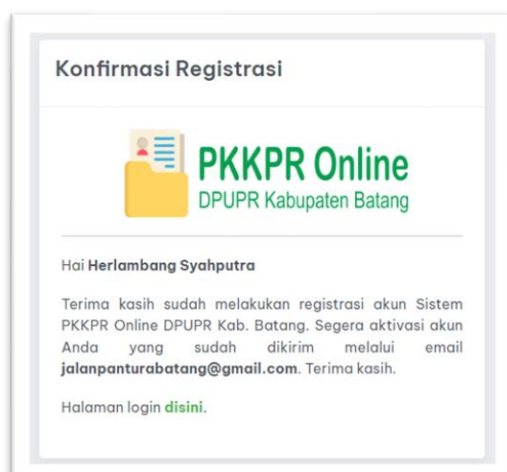 Konfirmasi Registrasi
PKKPR Online
DPUPR Kabupaten Batang
Hai Herlambang Syahputra
Terima kasih sudah melakukan registrasi akun Sistem
PKKPR Online DPUPR Kab. Batang. Segera aktivasi akun
Anda yang sudah dikirim melalui email
jalanpanturabatang@gmail.com. Terima kasih.
Halaman login disini.